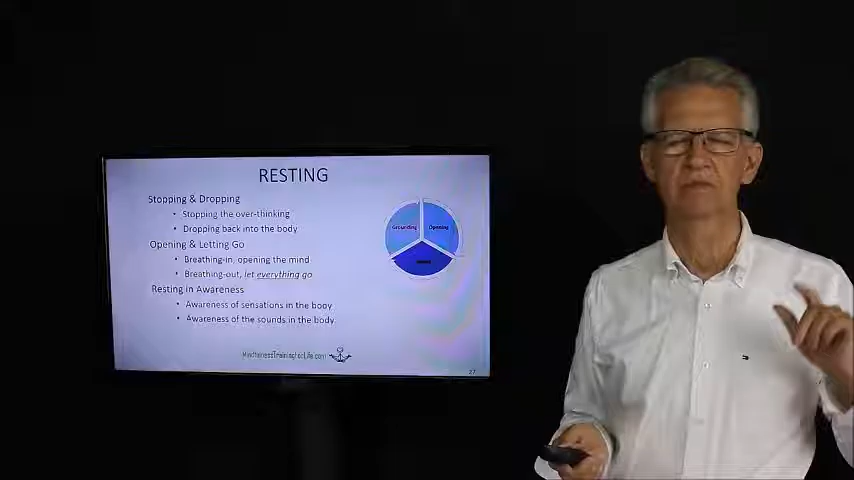 RESTING
Stopping & Dropping
• Stopping the over-thinking
• Dropping back into the body
Opening & Letting Go
• Breathing-in, opening the mind
• Breathing-out, let everything go
Resting in Awareness
• Awareness of sensations in the body
• Awareness of the sounds in the body
Grounding
Opening
MindfulnessTrainingforLife.com
27